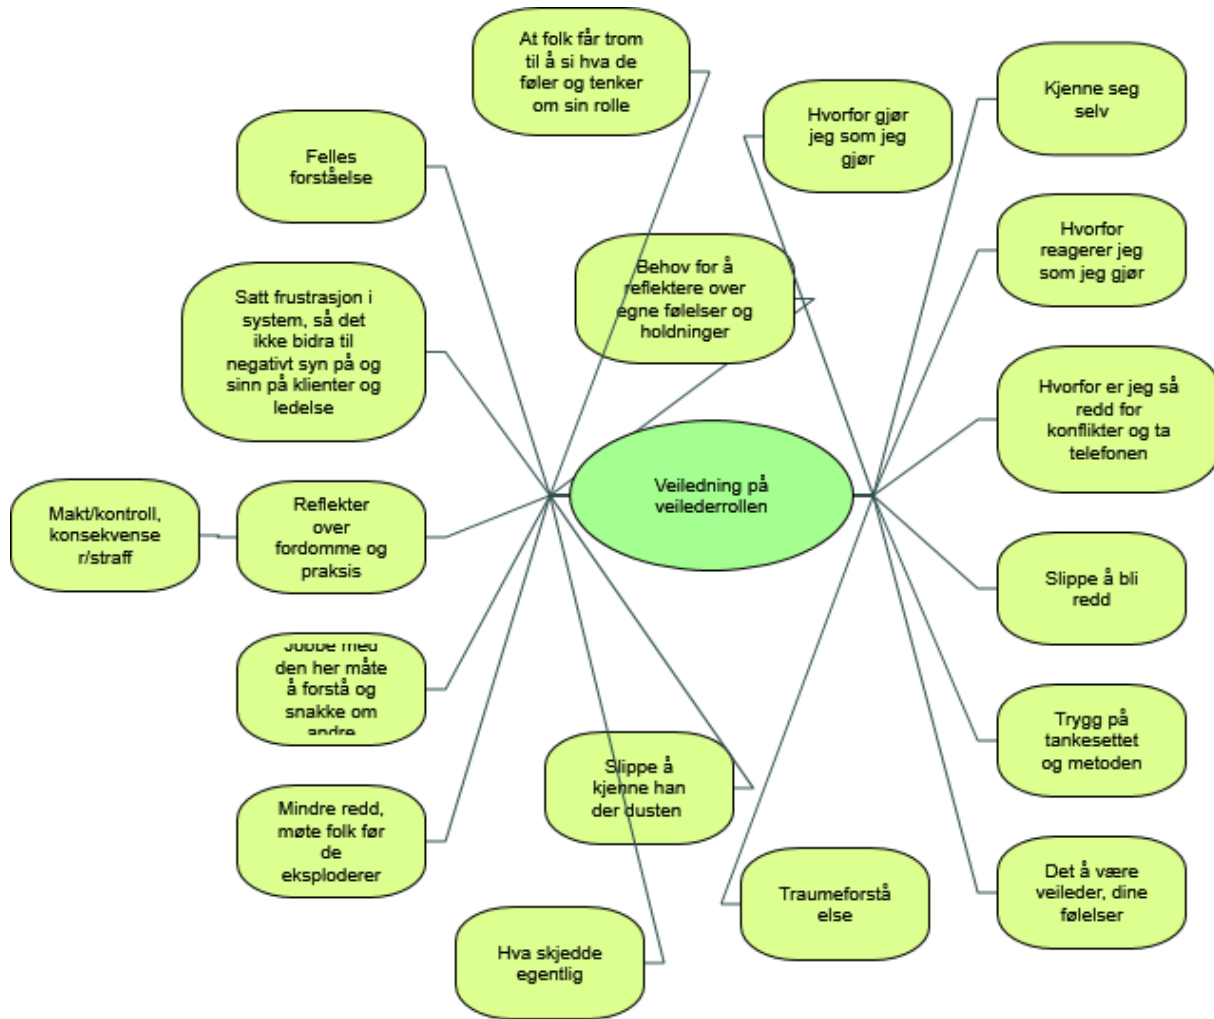 At folk får trom
til å si hva de
føler og tenker
om sin rolle
Hvorfor gjør
jeg som jeg
gjør
Kjenne seg
selv
Felles
forståelse
Hvorfor
reagerer jeg
som jeg gjør
Behov for å
reflektere over
egne følelser og
holdninger
Satt frustrasjon i
system, så det
ikke bidra til
negativt syn på og
sinn på klienter og
ledelse
Hvorfor er jeg så
redd for
konflikter og ta
telefonen
Veiledning på
veilederrollen
Makt/kontroll,
konsekvense
r/straff
Reflekter
over
fordomme og
praksis
Slippe å bli
redd
Jobbe med
den her måte
å forstå og
snakke om
andre
Trygg på
tankesettet
og metoden
Slippe å
kjenne han
der dusten
Mindre redd,
møte folk før
de
eksploderer
Det å være
veileder, dine
følelser
Traumeforstå
else
Hva skjedde
egentlig